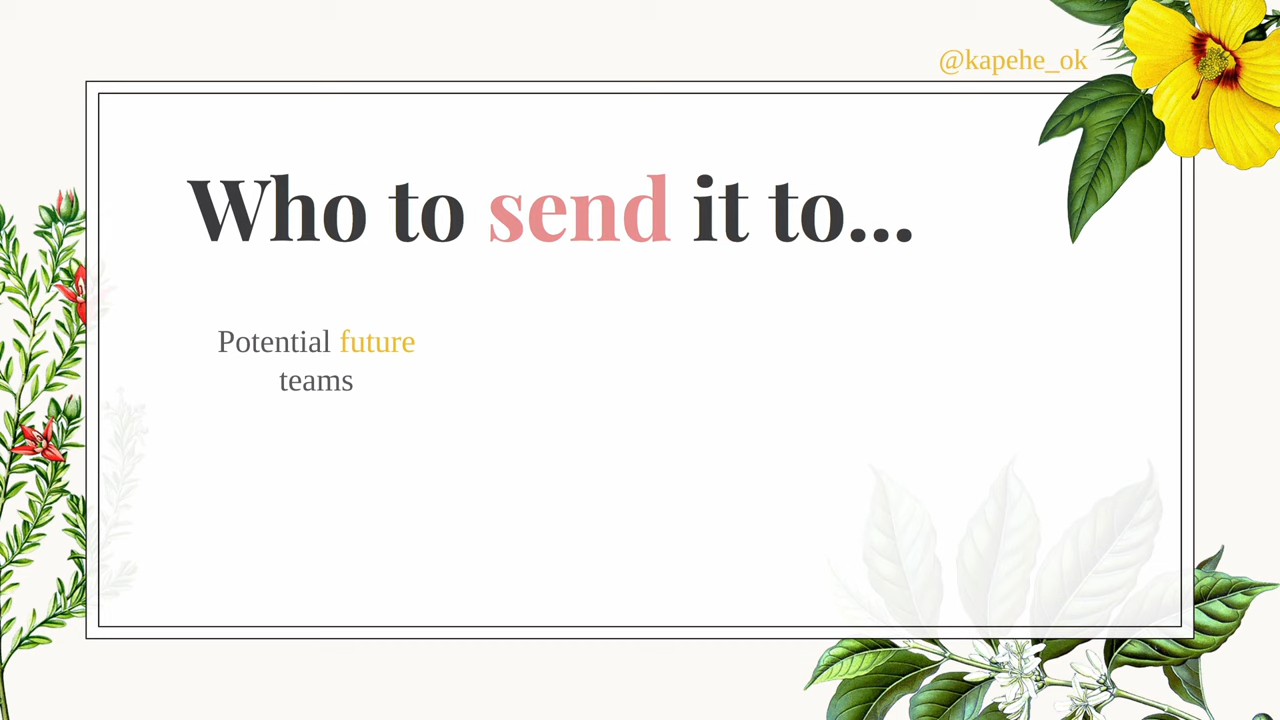 @kapehe_ok
Who to send it to...
Potential future
teams